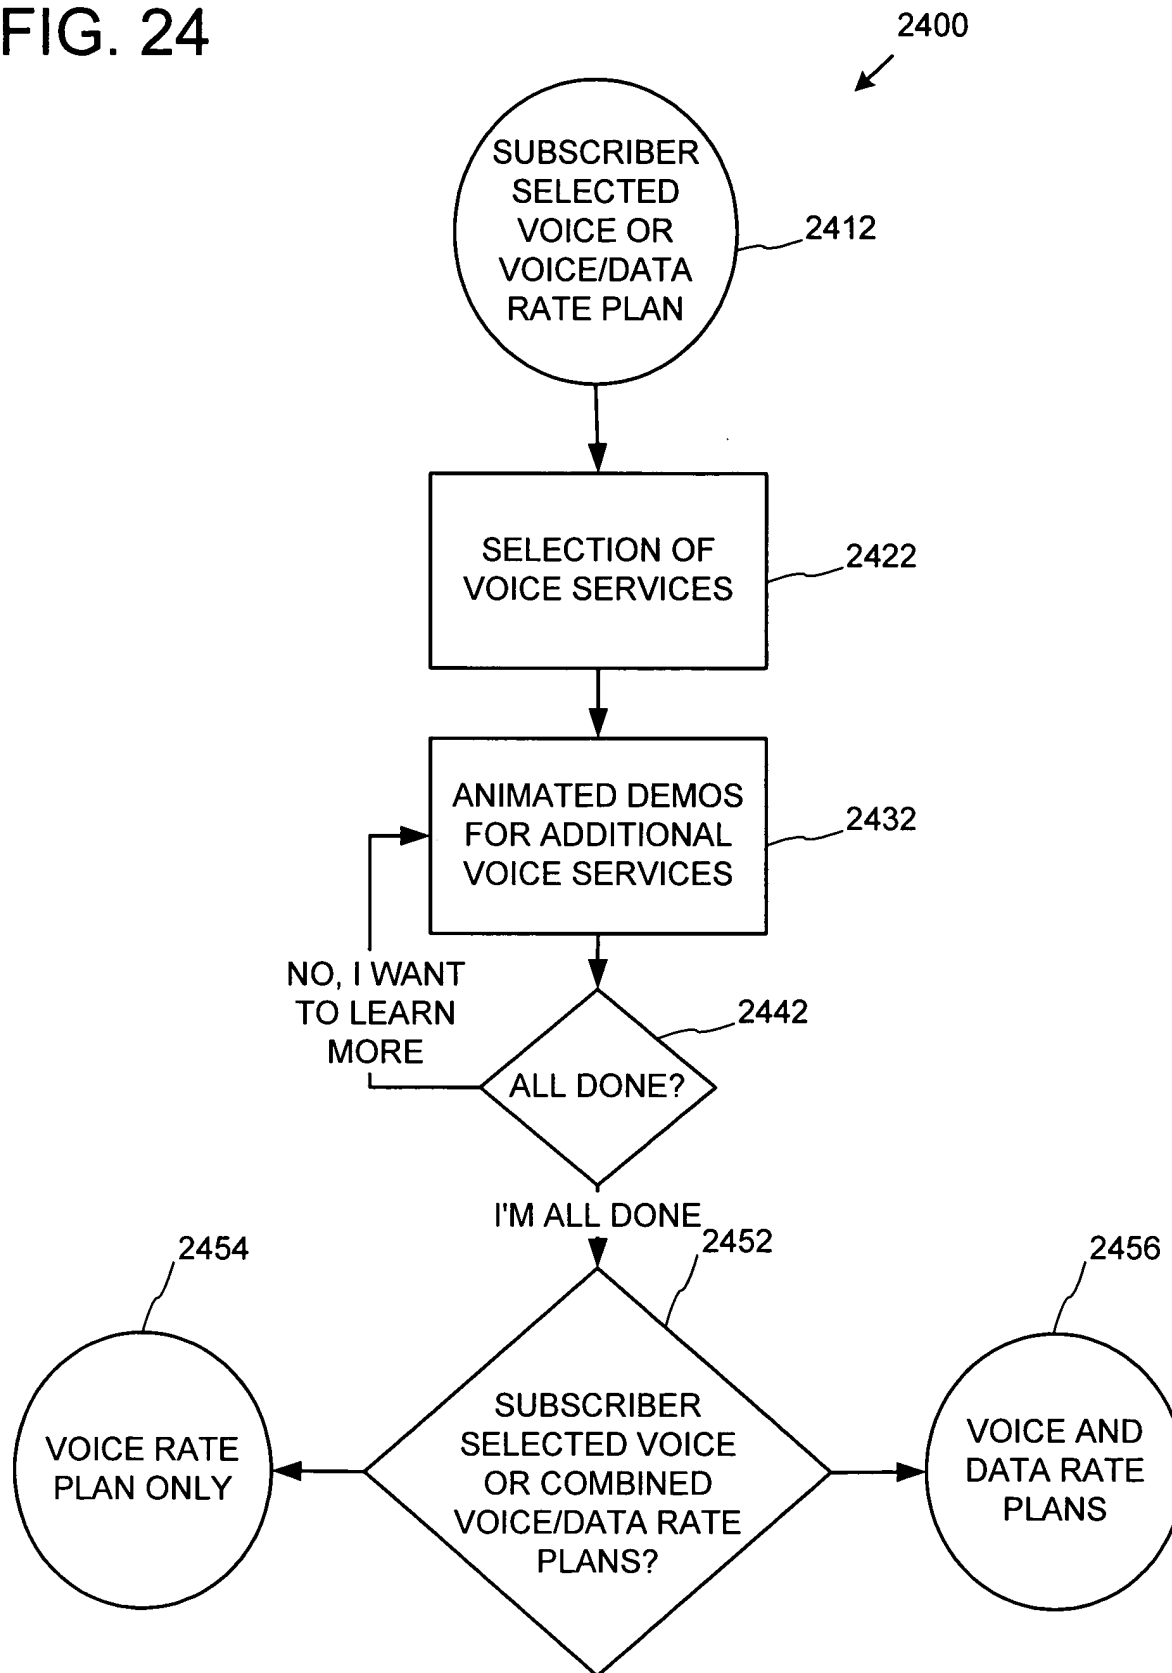 FIG. 24
2400
SUBSCRIBER
SELECTED
VOICE OR
VOICE/DATA
RATE PLAN
2412
SELECTION OF
VOICE SERVICES
2422
ANIMATED DEMOS
FOR ADDITIONAL
VOICE SERVICES
2432
NO, I WANT
TO LEARN
MORE
2442
ALL DONE?
I'M ALL DONE
2452
2454
2456
VOICE RATE
PLAN ONLY
SUBSCRIBER
SELECTED VOICE
OR COMBINED
VOICE/DATA RATE
PLANS?
VOICE AND
DATA RATE
PLANS